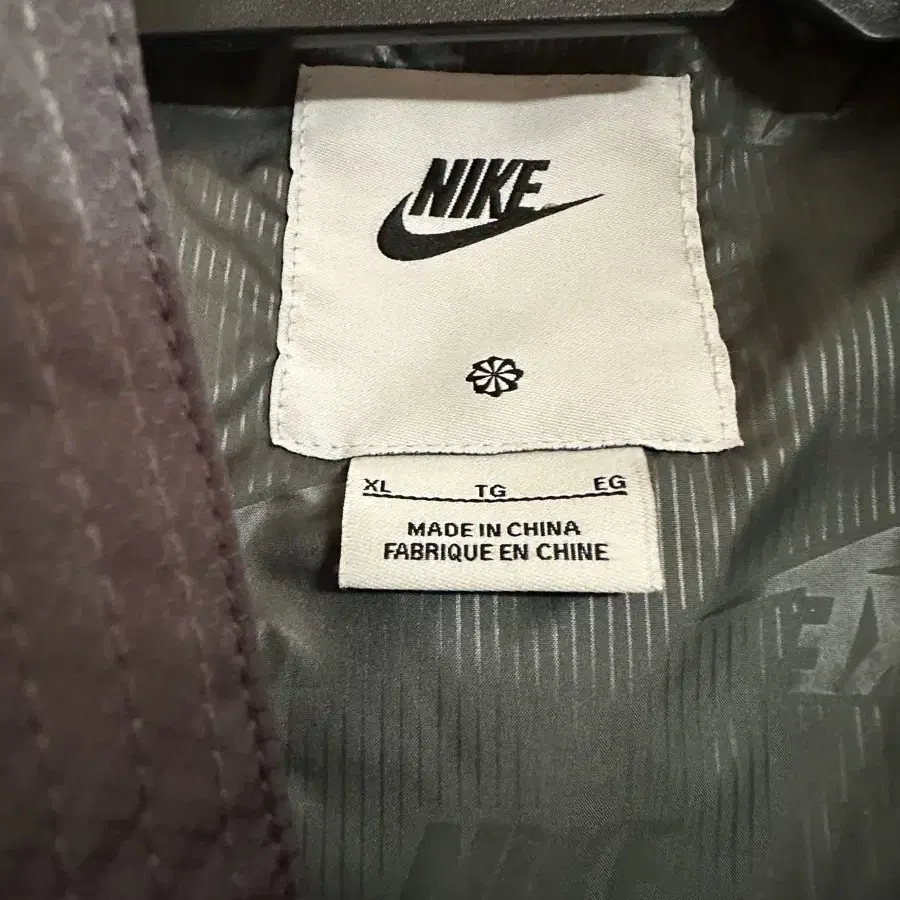 NIKE
XL TG EG
MADE IN CHINA
FABRIQUE EN CHINE